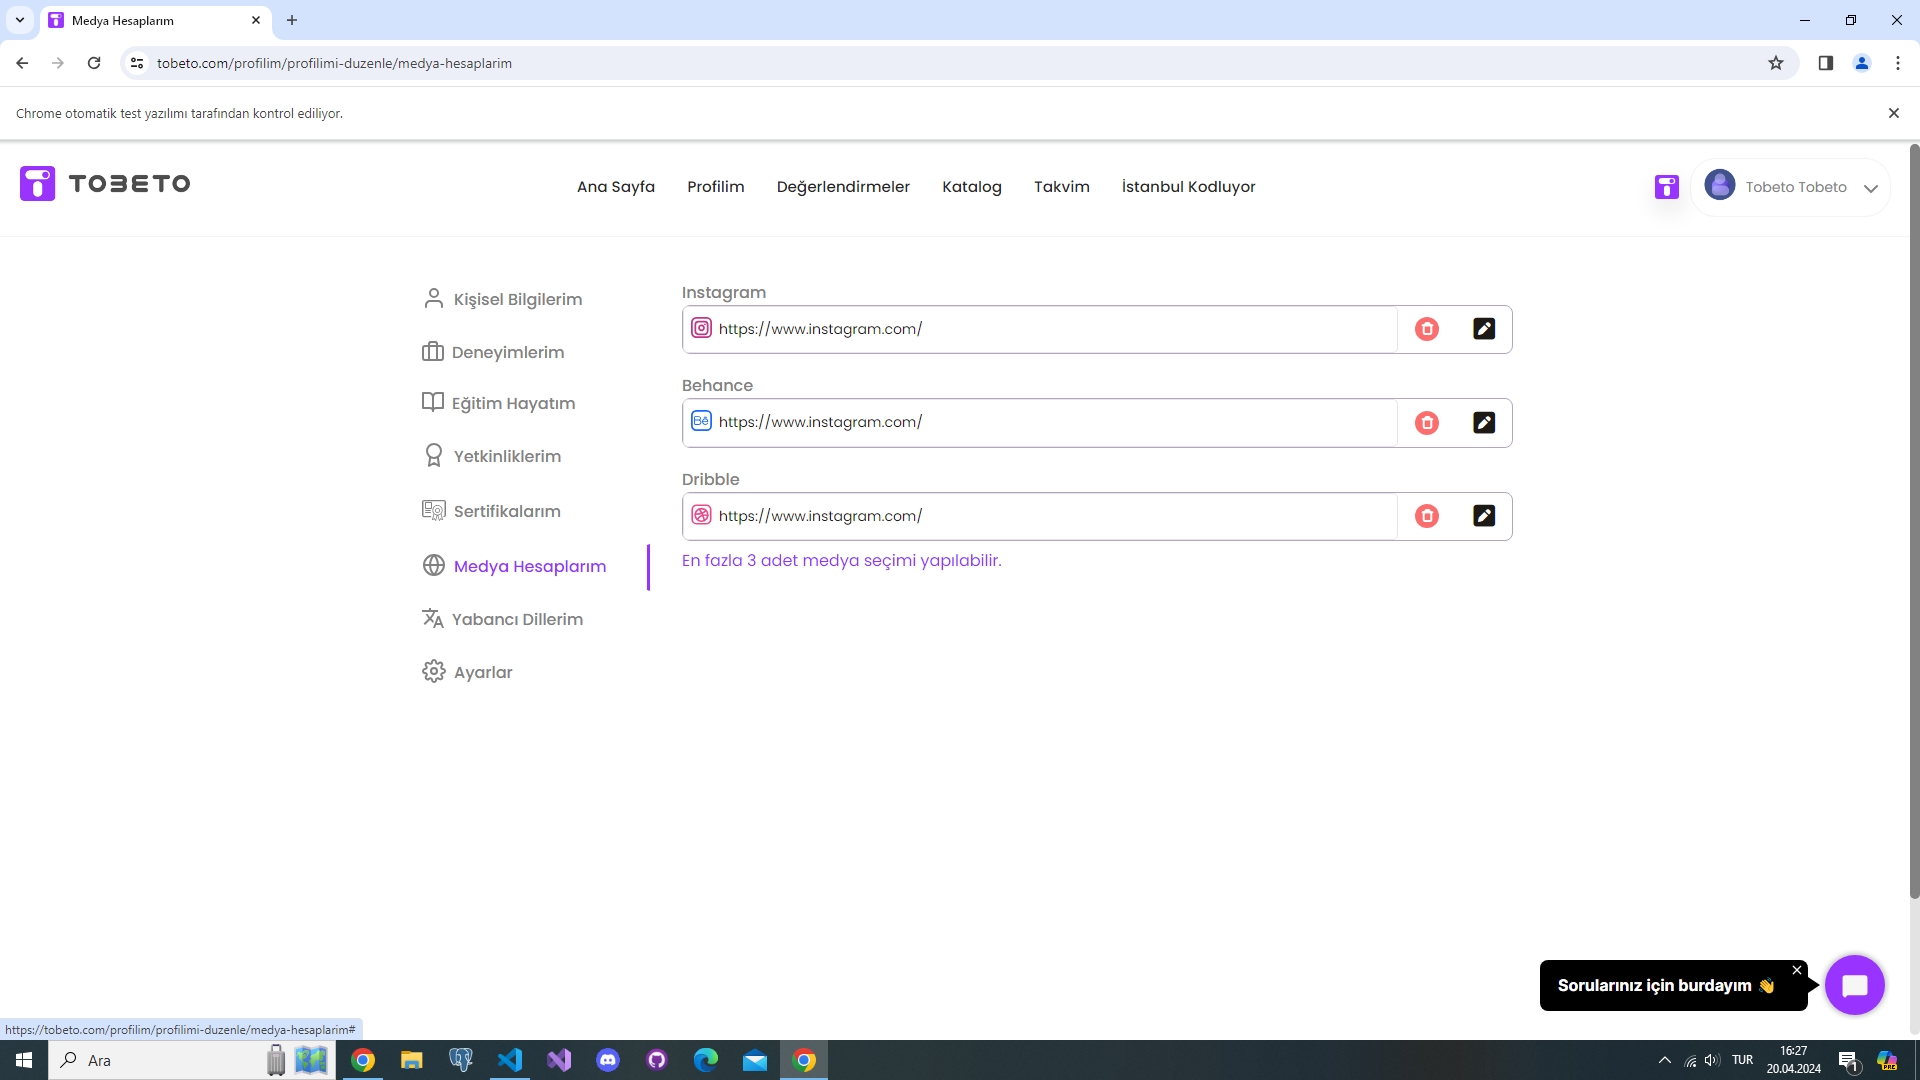 Medya Hesaplarım
tobeto.com/profilim/profilimi-duzenle/medya-hesaplarim
Chrome otomatik test yazılımı tarafından kontrol ediliyor.
TOBETO
Ana Sayfa
Profilim
Değerlendirmeler
Katalog
Takvim
İstanbul Kodluyor
Tobeto Tobeto
Kişisel Bilgilerim
Deneyimlerim
Eğitim Hayatım
Yetkinliklerim
Sertifikalarım
Medya Hesaplarım
Yabancı Dillerim
Ayarlar
Instagram
https://www.instagram.com/
Behance
Bē
https://www.instagram.com/
Dribble
https://www.instagram.com/
En fazla 3 adet medya seçimi yapılabilir.
Sorularınız için burdayım 👋
https://tobeto.com/profilim/profilimi-duzenle/medya-hesaplarim#
Ara
TUR
16:27
20.04.2024
1
PRE